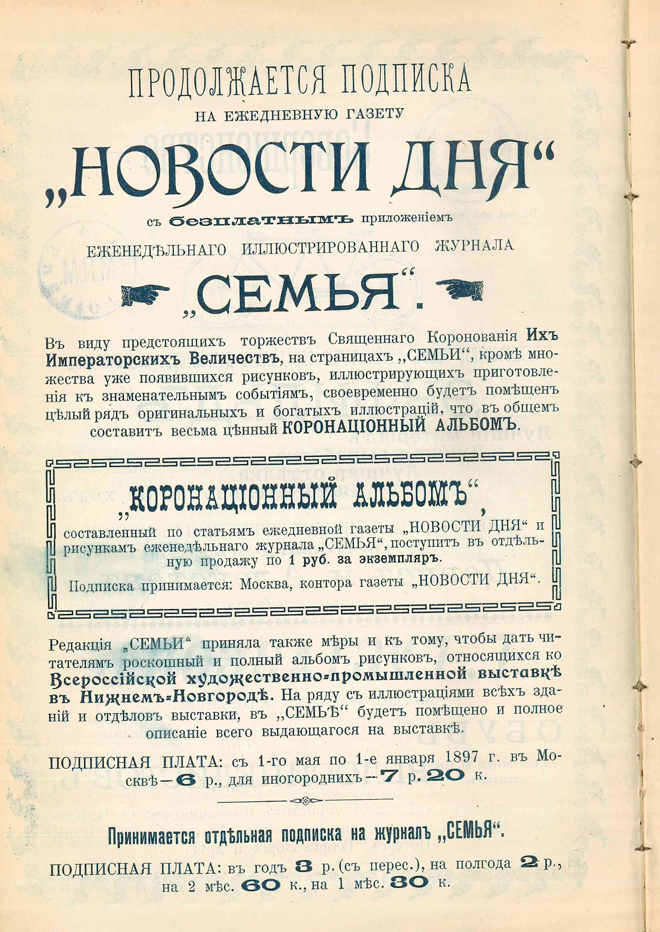 ПРОДОЛЖАЕТСЯ ПОДПИСКА
НА ЕЖЕДНЕВНУЮ ГАЗЕТУ
„НОВОСТИ ДНЯ“
съ безплатнымъ приложеніемъ
ЕЖЕНЕДѢЛЬНАГО ИЛЛЮСТРИРОВАННАГО ЖУРНАЛА
„СЕМЬЯ“.
Въ виду предстоящихъ торжествъ Священнаго Коронованія Ихъ
Императорскихъ Величествъ, на страницахъ „СЕМЬИ“, кромѣ мно-
жества уже появившихся рисунковъ, иллюстрирующихъ приготовле-
нія къ знаменательнымъ событіямъ, своевременно будетъ помѣщенъ
цѣлый рядъ оригинальныхъ и богатыхъ иллюстрацій, что въ общемъ
составитъ весьма цѣнный КОРОНАЦІОННЫЙ АЛЬБОМЪ.
„КОРОНАЦІОННЫЙ АЛЬБОМЪ“,
составленный по статьямъ ежедневной газеты „НОВОСТИ ДНЯ“ и
рисункамъ еженедѣльнаго журнала „СЕМЬЯ“, поступитъ въ отдѣль-
ную продажу по 1 руб. за экземпляръ.
Подписка принимается: Москва, контора газеты „НОВОСТИ ДНЯ“.
Редакція „СЕМЬИ“ приняла также мѣры и къ тому, чтобы дать чи-
тателямъ роскошный и полный альбомъ рисунковъ, относящихся ко
Всероссійской художественно-промышленной выставкѣ
въ Нижнемъ-Новгородѣ. На ряду съ иллюстраціями всѣхъ зда-
ній и отдѣловъ выставки, въ „СЕМЬѢ“ будетъ помѣщено и полное
описаніе всего выдающагося на выставкѣ.
ПОДПИСНАЯ ПЛАТА: съ 1-го мая по 1-е января 1897 г. въ Мо-
сквѣ—6 р., для иногороднихъ—7 р. 20 к.
Принимается отдѣльная подписка на журналъ „СЕМЬЯ“.
ПОДПИСНАЯ ПЛАТА: въ годъ 3 р. (съ перес.), на полгода 2 р.,
на 2 мѣс. 60 к., на 1 мѣс. 30 к.